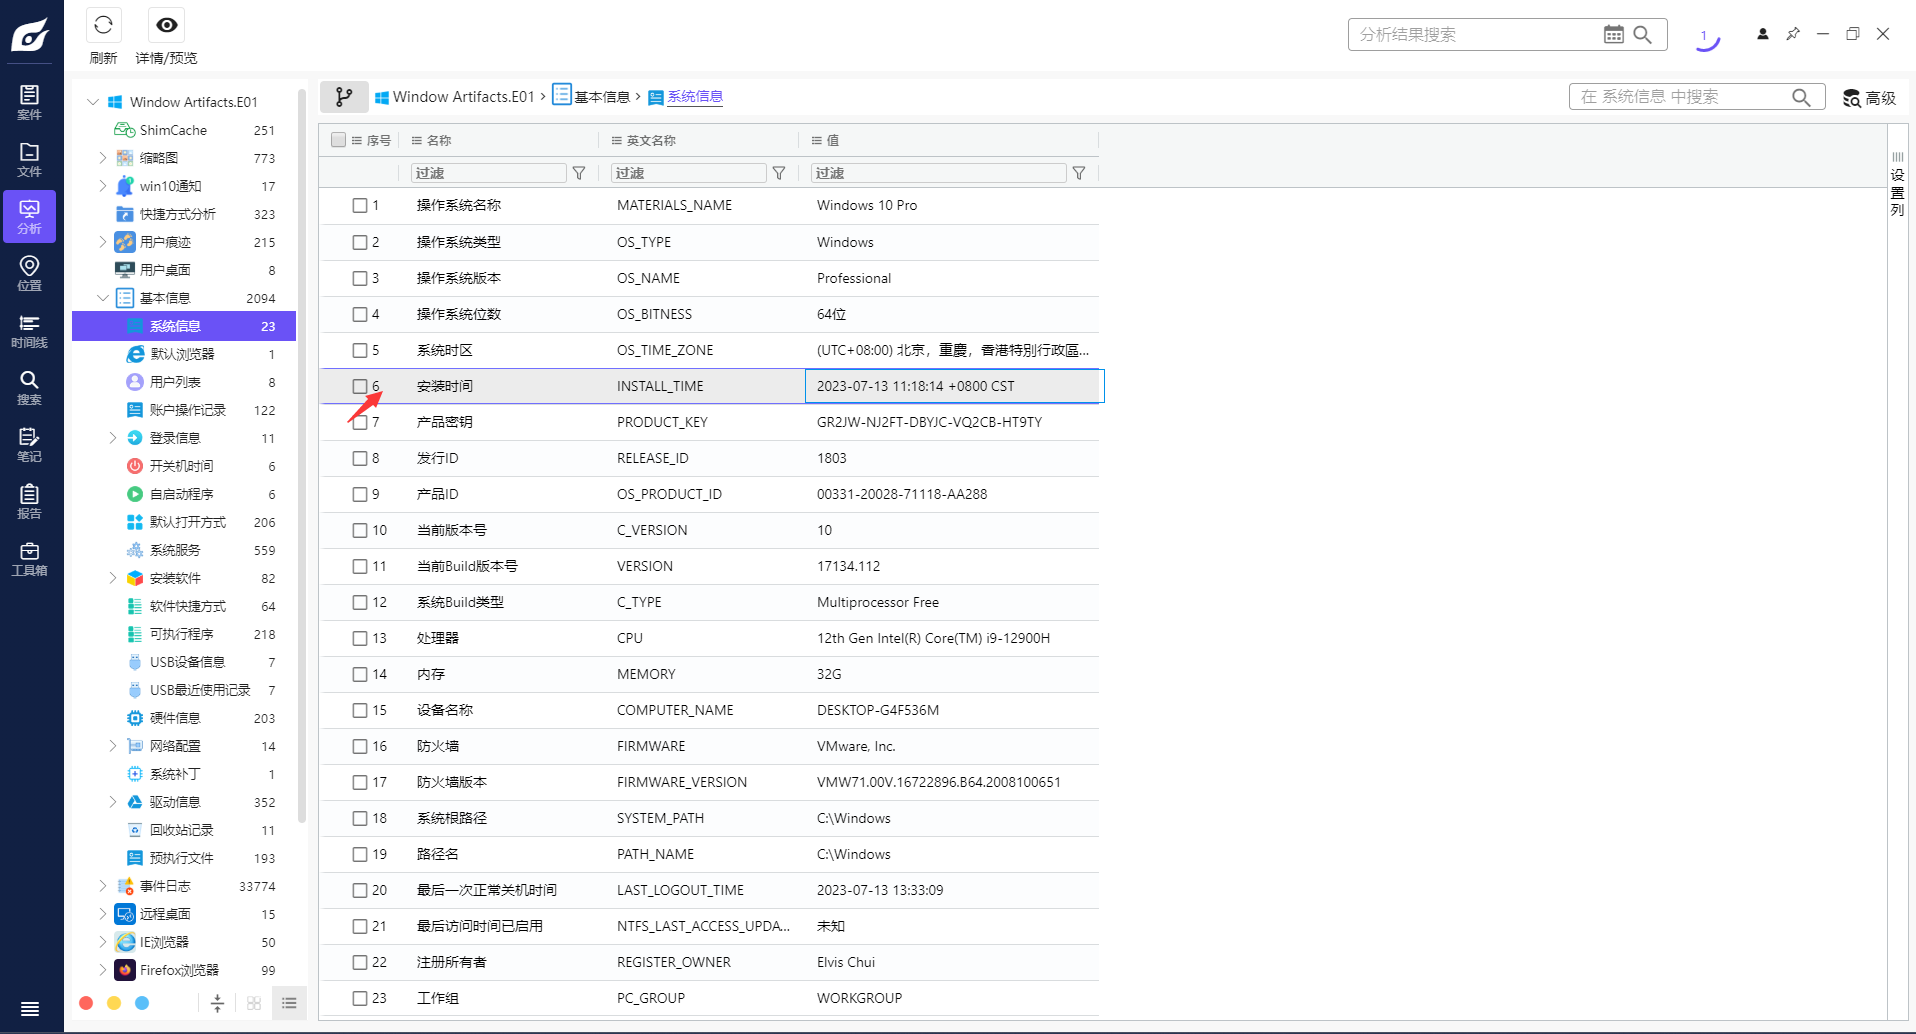 刷新
详情/预览
分析结果搜索
1
案件
文件
分析
位置
时间线
搜索
笔记
报告
工具箱
Window Artifacts.E01
ShimCache 251
缩略图 773
win10通知 17
快捷方式分析 323
用户痕迹 215
用户桌面 8
基本信息 2094
系统信息 23
默认浏览器 1
用户列表 8
账户操作记录 122
登录信息 11
开关机时间 6
自启动程序 6
默认打开方式 206
系统服务 559
安装软件 82
软件快捷方式 64
可执行程序 218
USB设备信息 7
USB最近使用记录 7
硬件信息 203
网络配置 14
系统补丁 1
驱动信息 352
回收站记录 11
预执行文件 193
事件日志 33774
远程桌面 15
IE浏览器 50
Firefox浏览器 99
Window Artifacts.E01 > 基本信息 > 系统信息
在 系统信息 中搜索
高级
序号 名称 英文名称 值
过滤 过滤 过滤
1 操作系统名称 MATERIALS_NAME Windows 10 Pro
2 操作系统类型 OS_TYPE Windows
3 操作系统版本 OS_NAME Professional
4 操作系统位数 OS_BITNESS 64位
5 系统时区 OS_TIME_ZONE (UTC+08:00) 北京，重慶，香港特別行政區...
6 安装时间 INSTALL_TIME 2023-07-13 11:18:14 +0800 CST
7 产品密钥 PRODUCT_KEY GR2JW-NJ2FT-DBYJC-VQ2CB-HT9TY
8 发行ID RELEASE_ID 1803
9 产品ID OS_PRODUCT_ID 00331-20028-71118-AA288
10 当前版本号 C_VERSION 10
11 当前Build版本号 VERSION 17134.112
12 系统Build类型 C_TYPE Multiprocessor Free
13 处理器 CPU 12th Gen Intel(R) Core(TM) i9-12900H
14 内存 MEMORY 32G
15 设备名称 COMPUTER_NAME DESKTOP-G4F536M
16 防火墙 FIRMWARE VMware, Inc.
17 防火墙版本 FIRMWARE_VERSION VMW71.00V.16722896.B64.2008100651
18 系统根路径 SYSTEM_PATH C:\Windows
19 路径名 PATH_NAME C:\Windows
20 最后一次正常关机时间 LAST_LOGOUT_TIME 2023-07-13 13:33:09
21 最后访问时间已启用 NTFS_LAST_ACCESS_UPDA... 未知
22 注册所有者 REGISTER_OWNER Elvis Chui
23 工作组 PC_GROUP WORKGROUP
设置列